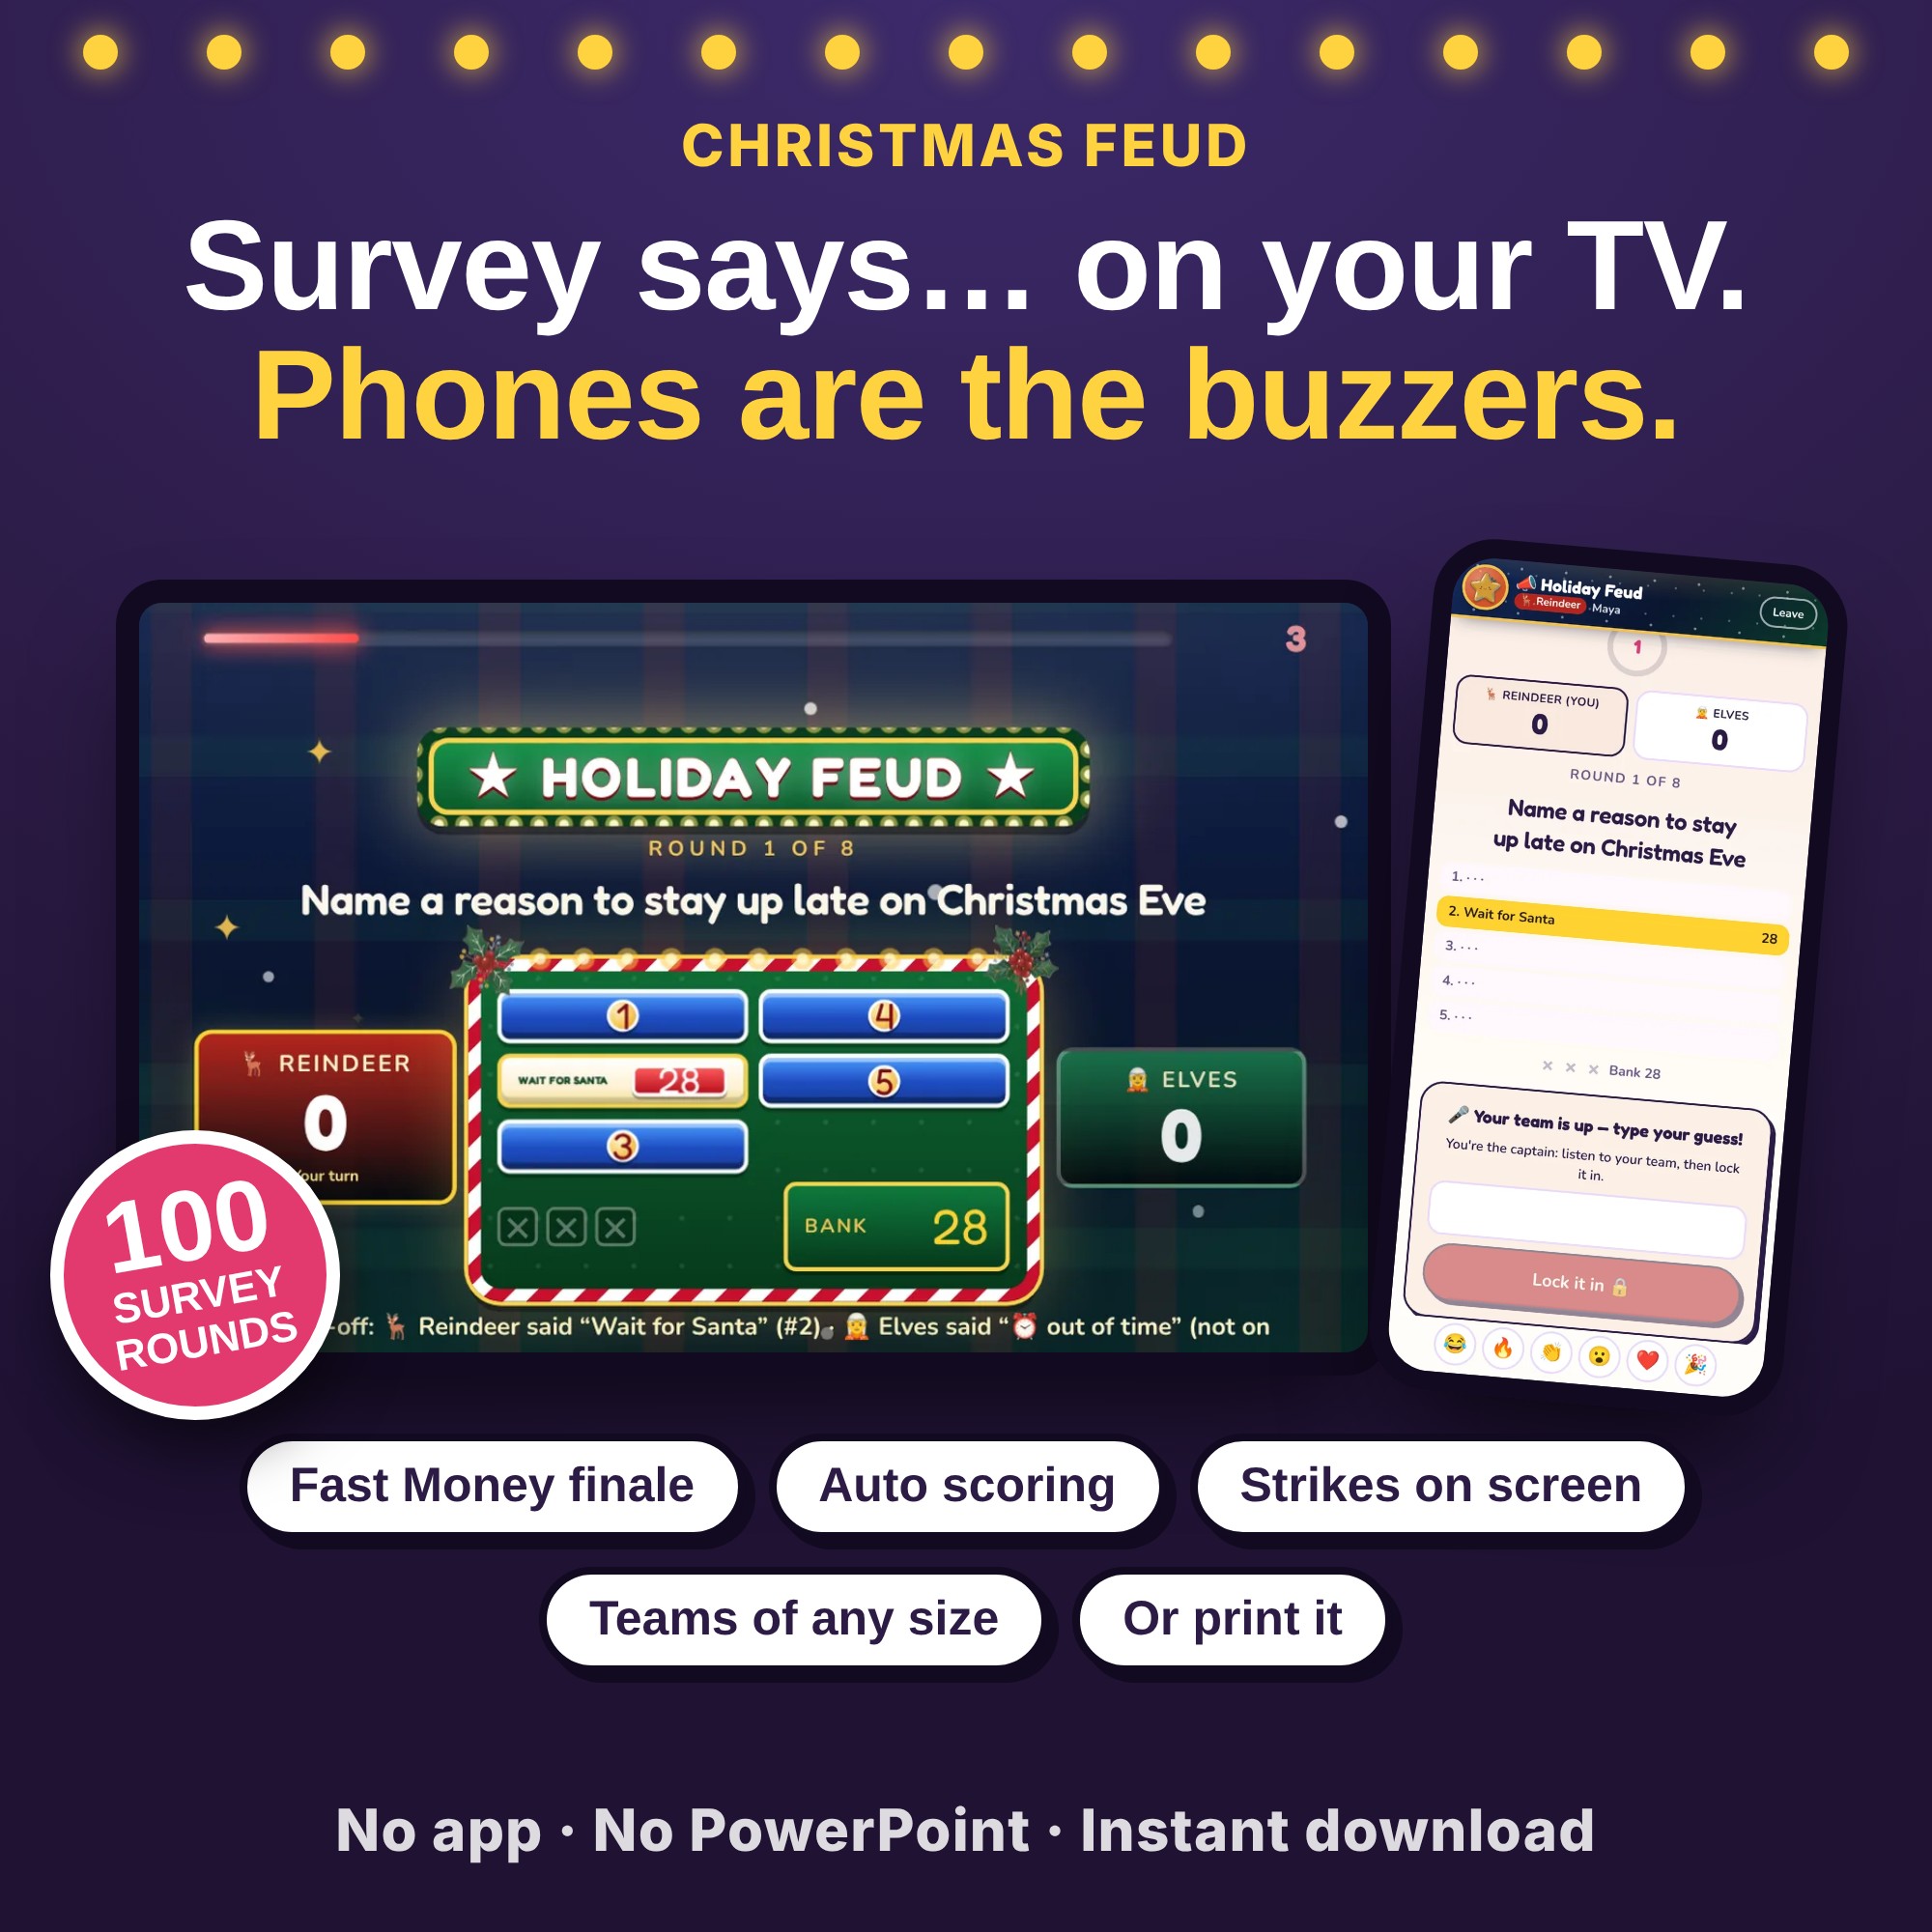 CHRISTMAS FEUD
Survey says... on your TV.
Phones are the buzzers.
3
★ HOLIDAY FEUD ★
ROUND 1 OF 8
Name a reason to stay up late on Christmas Eve
🦌 REINDEER
0
our turn
1
4
WAIT FOR SANTA 28
5
3
BANK 28
🧝 ELVES
0
-off: 🦌 Reindeer said “Wait for Santa” (#2) · 🧝 Elves said “⏰ out of time” (not on
100
SURVEY
ROUNDS
📣 Holiday Feud
🦌 Reindeer · Maya
Leave
1
🦌 REINDEER (YOU)
0
🧝 ELVES
0
ROUND 1 OF 8
Name a reason to stay
up late on Christmas Eve
1. · · ·
2. Wait for Santa 28
3. · · ·
4. · · ·
5. · · ·
✕ ✕ ✕ Bank 28
🎤 Your team is up – type your guess!
You're the captain: listen to your team, then lock
it in.
Lock it in 🔒
Fast Money finale
Auto scoring
Strikes on screen
Teams of any size
Or print it
No app · No PowerPoint · Instant download